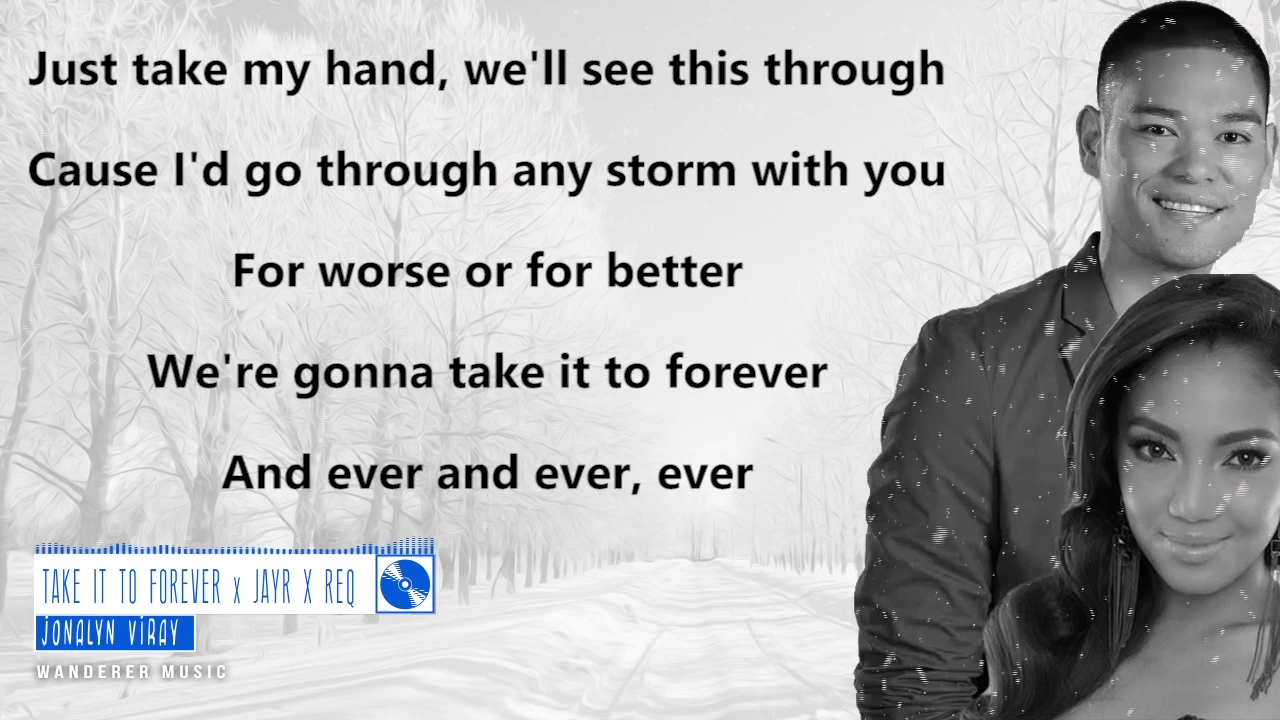 Just take my hand, we'll see this through
Cause I'd go through any storm with you
For worse or for better
We're gonna take it to forever
And ever and ever, ever
TAKE IT TO FOREVER x JAYR X REQ
JONALYN ViRAY
WANDERER MUSIC